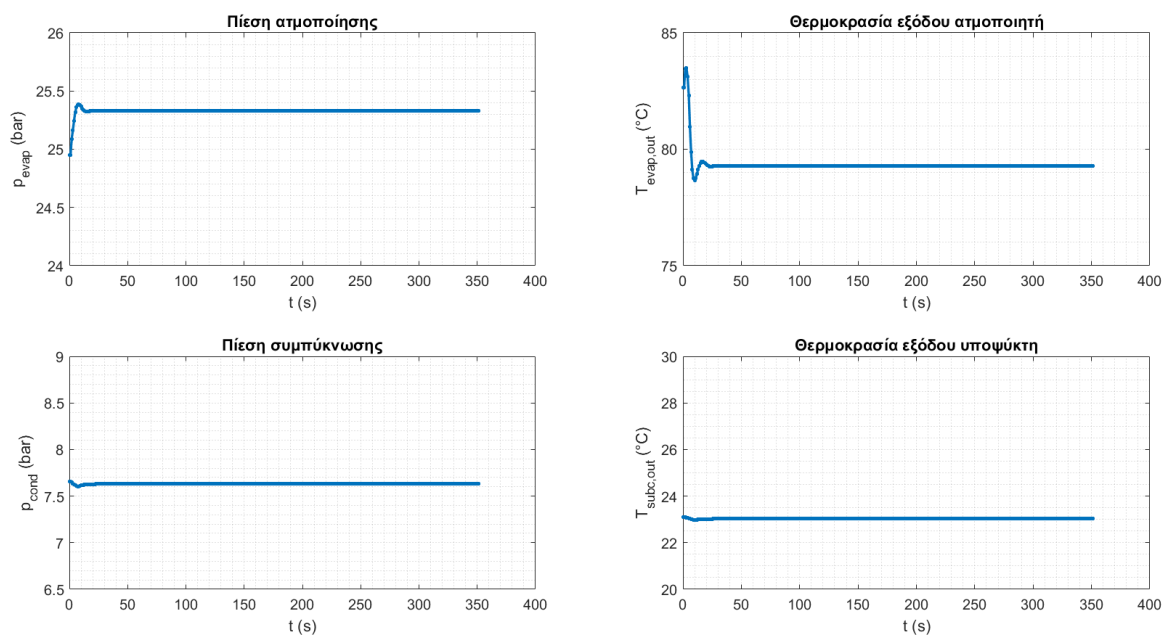 Πίεση ατμοποίησης
26
25.5
25
24.5
24
p_evap (bar)
0 50 100 150 200 250 300 350 400
t (s)
Θερμοκρασία εξόδου ατμοποιητή
85
80
75
T_evap,out (°C)
0 50 100 150 200 250 300 350 400
t (s)
Πίεση συμπύκνωσης
9
8.5
8
7.5
7
6.5
p_cond (bar)
0 50 100 150 200 250 300 350 400
t (s)
Θερμοκρασία εξόδου υποψύκτη
30
28
26
24
22
20
T_subc,out (°C)
0 50 100 150 200 250 300 350 400
t (s)